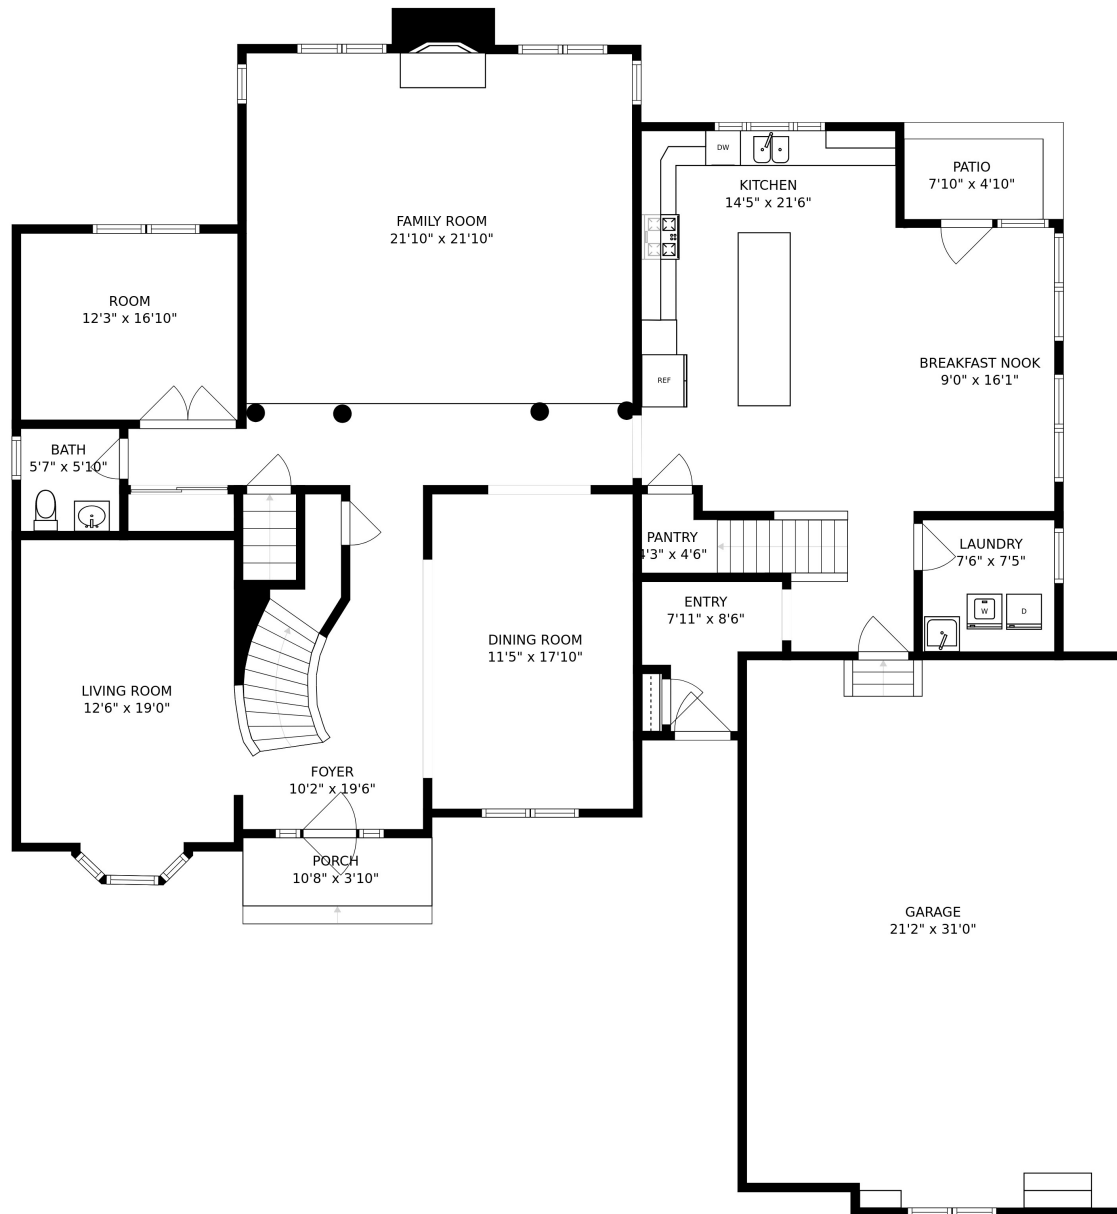 DW
PATIO
7'10" x 4'10"
KITCHEN
14'5" x 21'6"
FAMILY ROOM
21'10" x 21'10"
ROOM
12'3" x 16'10"
BREAKFAST NOOK
9'0" x 16'1"
REF
BATH
5'7" x 5'10"
PANTRY
4'3" x 4'6"
LAUNDRY
7'6" x 7'5"
ENTRY
7'11" x 8'6"
W
D
DINING ROOM
11'5" x 17'10"
LIVING ROOM
12'6" x 19'0"
FOYER
10'2" x 19'6"
PORCH
10'8" x 3'10"
GARAGE
21'2" x 31'0"